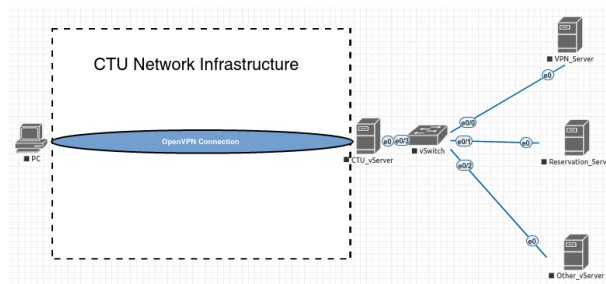 CTU Network Infrastructure
VPN_Server
e0
e0/0
OpenVPN Connection
PC
CTU_vServer
e0
e0/3
vSwitch
e0/1
e0
Reservation_Serv
e0/2
e0
Other_vServer